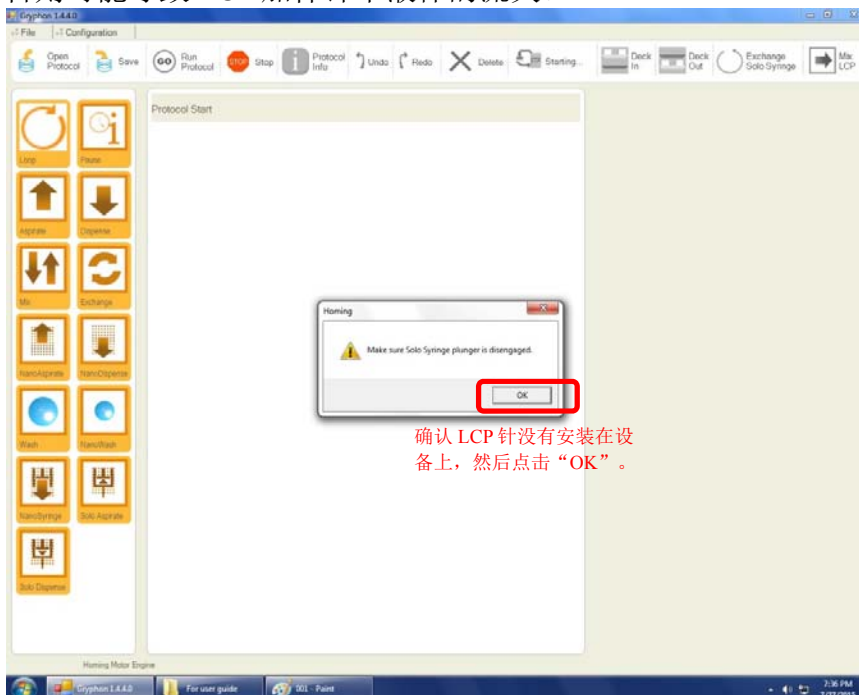 Gryphon 1.4.4.0
File
Configuration
Open Protocol
Save
Run Protocol
Stop
Protocol Info
Undo
Redo
Delete
Starting...
Deck In
Deck Out
Exchange Solo Syringe
Mix LCP
GO
STOP
Protocol Start
Loop
Pause
Aspirate
Dispense
Mix
Exchange
NanoAspirate
NanoDispense
Wash
NanoWash
NanoSyringe
Solo Aspirate
Solo Dispense
Homing
Make sure Solo Syringe plunger is disengaged.
OK
确认 LCP 针没有安装在设
备上，然后点击“OK”。
Homing Motor Engine
Gryphon 1.4.4.0
For user guide
001 - Paint
7:36 PM